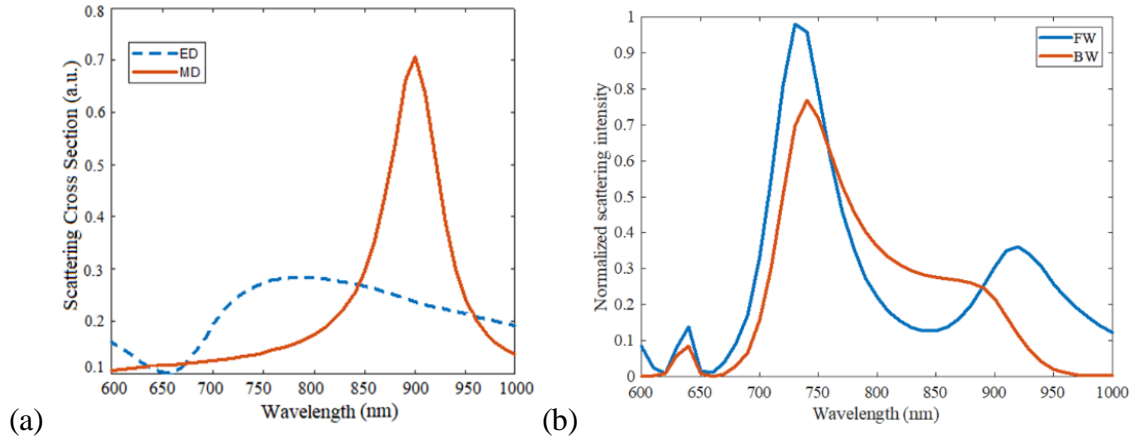 0.8
0.7
0.6
0.5
0.4
0.3
0.2
0.1
600 650 700 750 800 850 900 950 1000
Scattering Cross Section (a.u.)
Wavelength (nm)
ED
MD
(a)
1
0.9
0.8
0.7
0.6
0.5
0.4
0.3
0.2
0.1
0
600 650 700 750 800 850 900 950 1000
Normalized scattering intensity
Wavelength (nm)
FW
BW
(b)